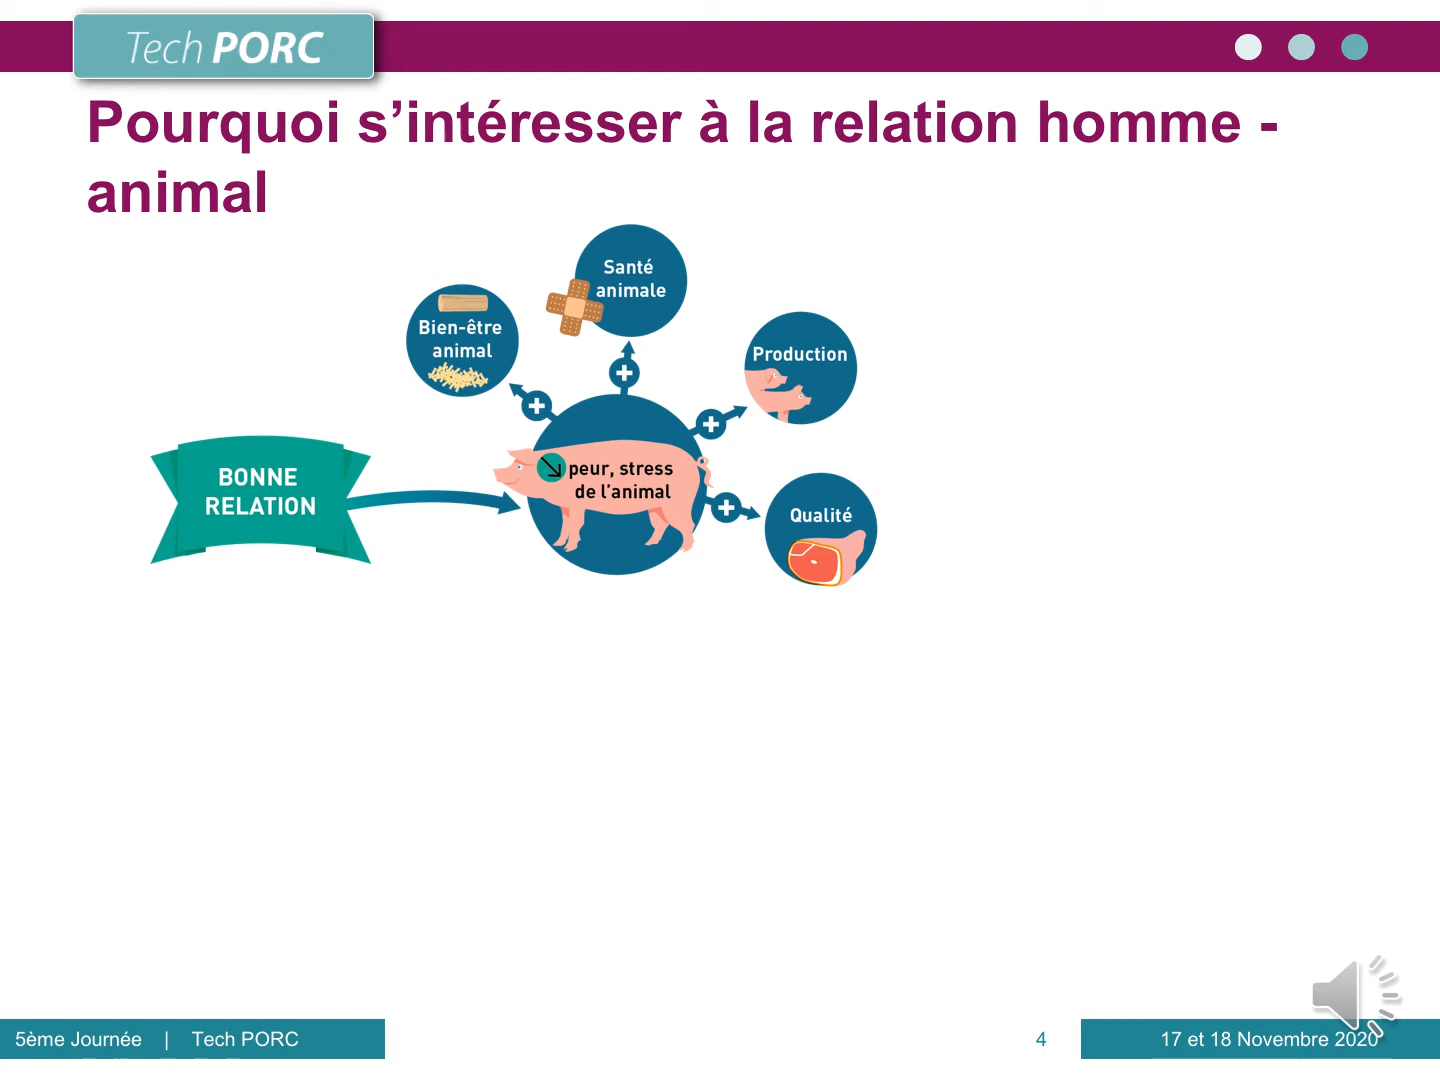 Tech PORC
Pourquoi s’intéresser à la relation homme -
animal
Santé
animale
Bien-être
animal
Production
BONNE
RELATION
peur, stress
de l’animal
Qualité
5ème Journée | Tech PORC
4
17 et 18 Novembre 2020